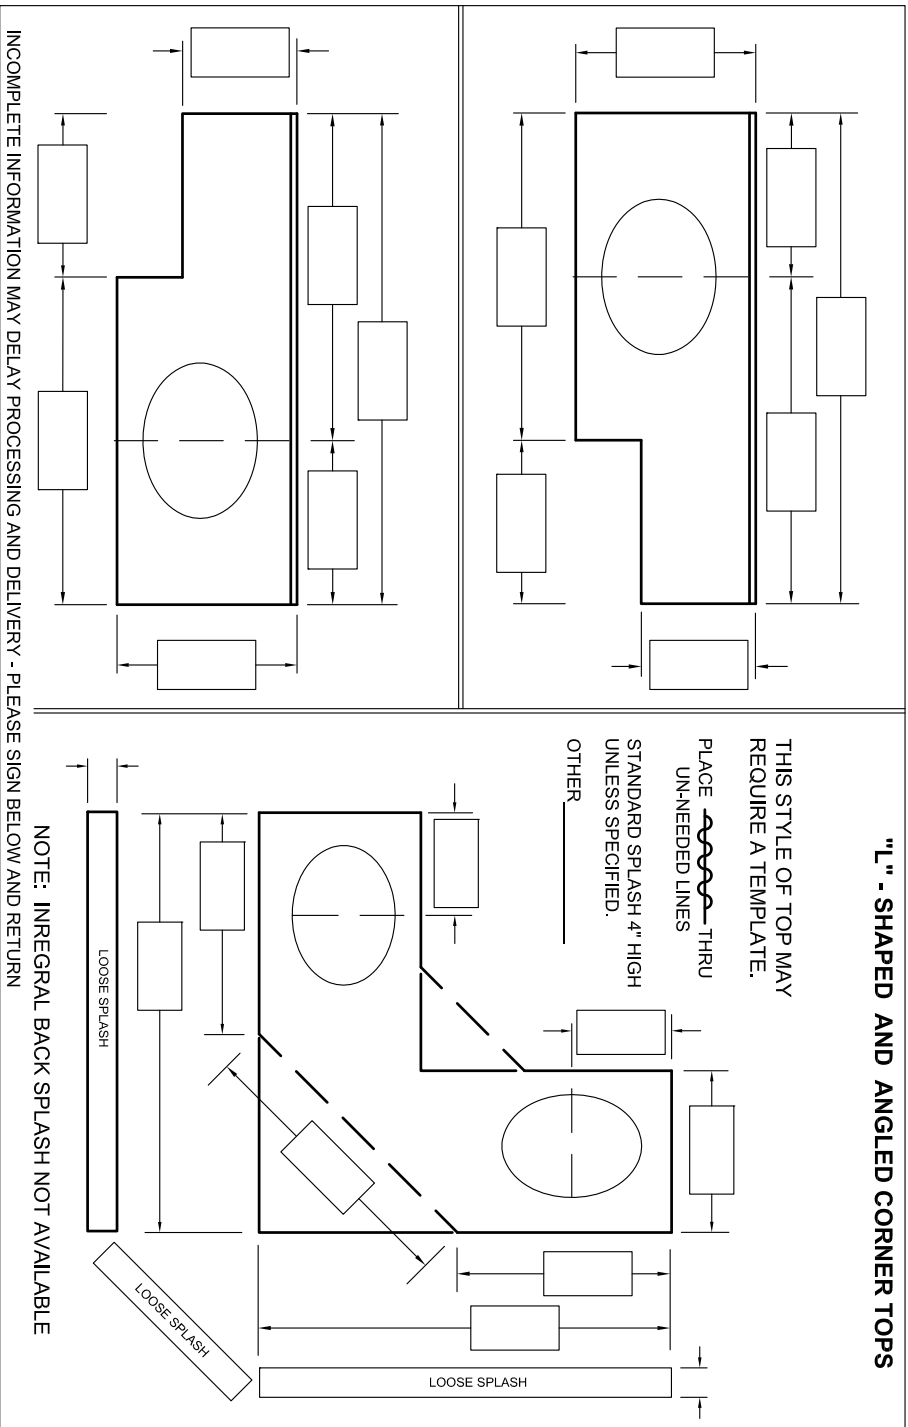 "L" - SHAPED AND ANGLED CORNER TOPS
THIS STYLE OF TOP MAY
REQUIRE A TEMPLATE.
PLACE THRU
UN-NEEDED LINES
STANDARD SPLASH 4" HIGH
UNLESS SPECIFIED.
OTHER
LOOSE SPLASH
LOOSE SPLASH
LOOSE SPLASH
NOTE: INREGRAL BACK SPLASH NOT AVAILABLE
INCOMPLETE INFORMATION MAY DELAY PROCESSING AND DELIVERY - PLEASE SIGN BELOW AND RETURN